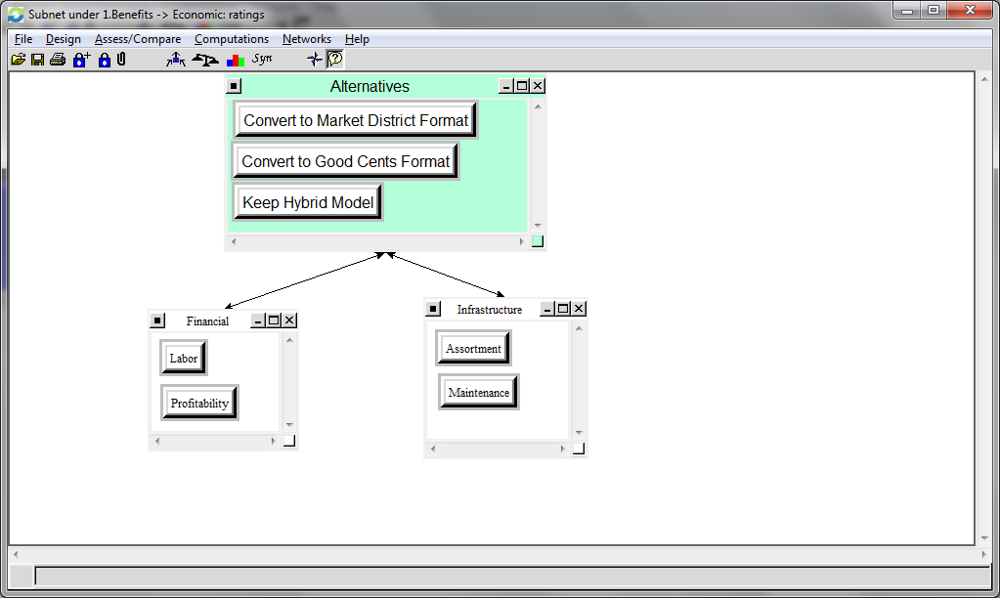 Subnet under 1.Benefits -> Economic: ratings
File Design Assess/Compare Computations Networks Help
Syn
Alternatives
Convert to Market District Format
Convert to Good Cents Format
Keep Hybrid Model
Financial
Labor
Profitability
Infrastructure
Assortment
Maintenance